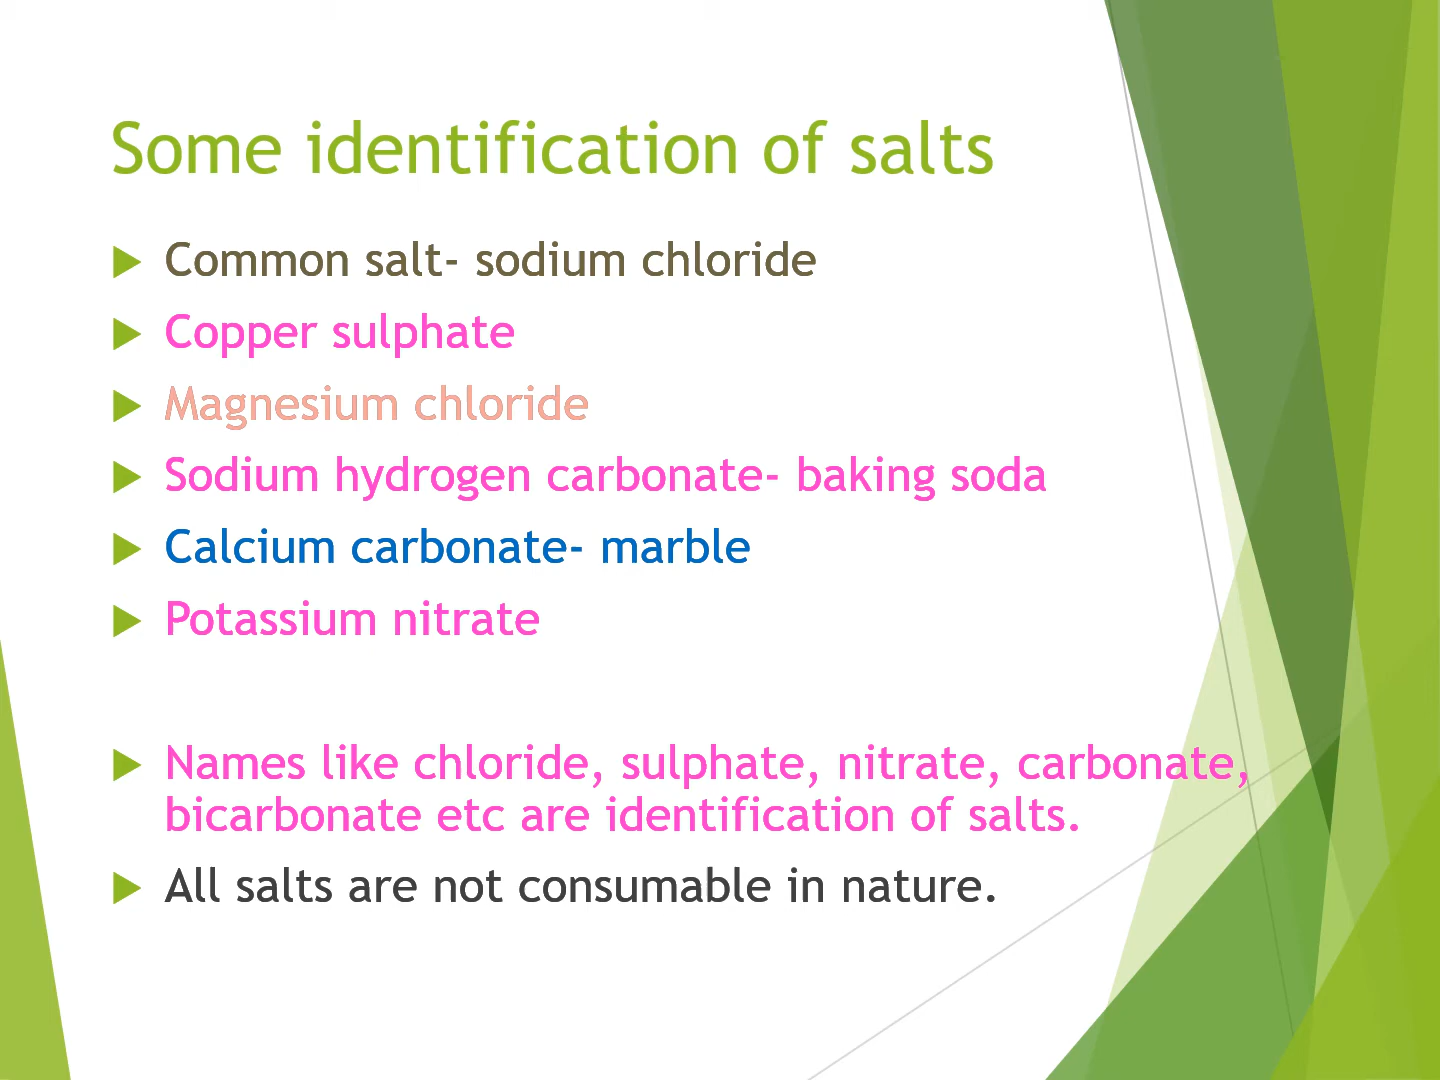 Some identification of salts
Common salt- sodium chloride
Copper sulphate
Magnesium chloride
Sodium hydrogen carbonate- baking soda
Calcium carbonate- marble
Potassium nitrate
Names like chloride, sulphate, nitrate, carbonate,
bicarbonate etc are identification of salts.
All salts are not consumable in nature.